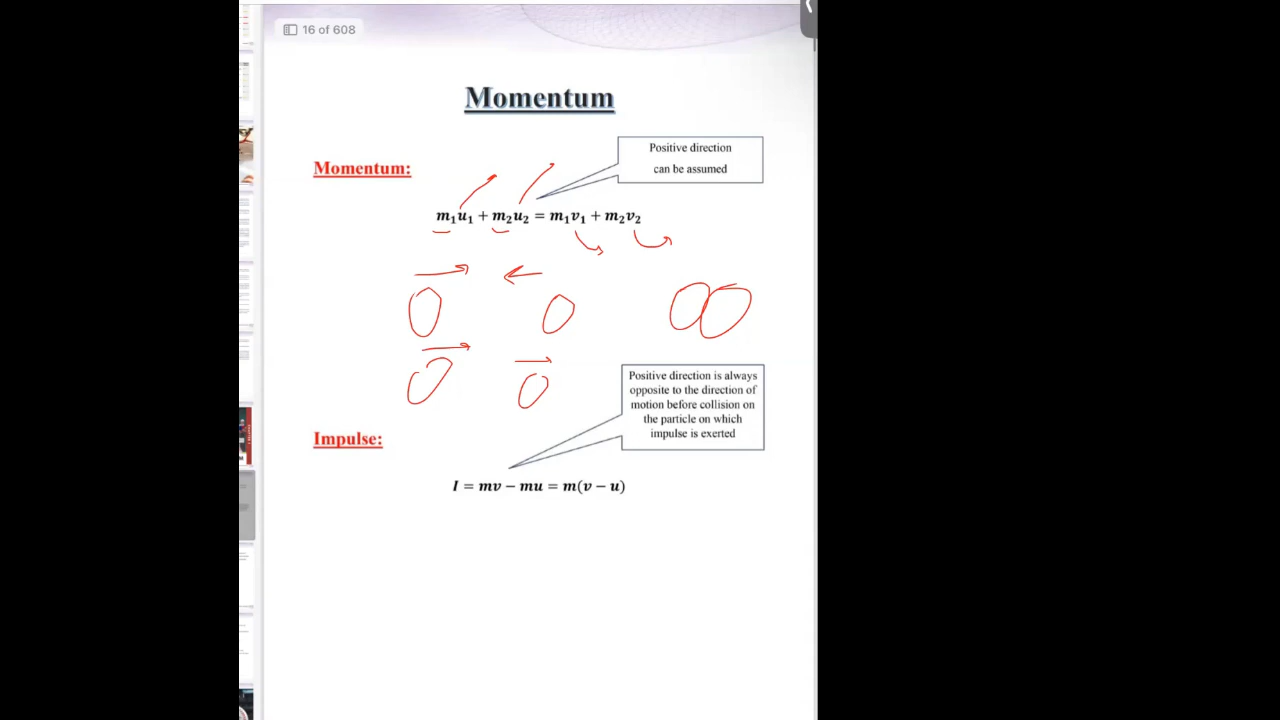 16 of 608
Momentum
Positive direction
can be assumed
Momentum:
m₁u₁ + m₂u₂ = m₁v₁ + m₂v₂
Positive direction is always
opposite to the direction of
motion before collision on
the particle on which
impulse is exerted
Impulse:
I = mv − mu = m(v − u)